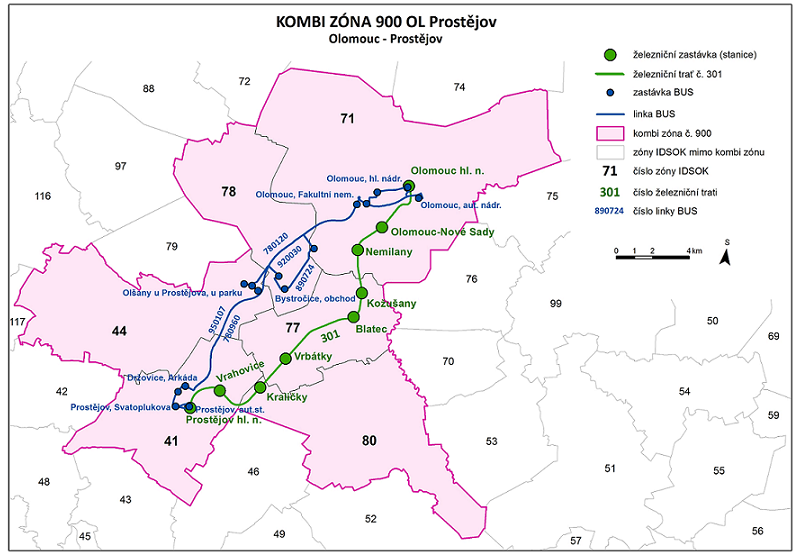 KOMBI ZÓNA 900 OL Prostějov
Olomouc - Prostějov
železniční zastávka (stanice)
železniční trať č. 301
zastávka BUS
linka BUS
kombi zóna č. 900
zóny IDSOK mimo kombi zónu
71 číslo zóny IDSOK
301 číslo železniční trati
890724 číslo linky BUS
0 1 2 4 km
S
88
72
74
71
97
116
78
75
79
76
99
44
117
77
50
69
70
42
54
59
41
80
53
51
55
48
43
46
45
49
52
57
56
Olomouc hl. n.
Olomouc, hl. nádr.
Olomouc, Fakultní nem.
Olomouc, aut. nádr.
Olomouc-Nové Sady
Nemilany
780120
920030
890724
Olšany u Prostějova, u parku
Bystročice, obchod
Kožušany
Blatec
950107
780960
301
Vrbátky
Vrahovice
Kraličky
Držovice, Arkáda
Prostějov, Svatoplukova
Prostějov, aut.st.
Prostějov hl. n.